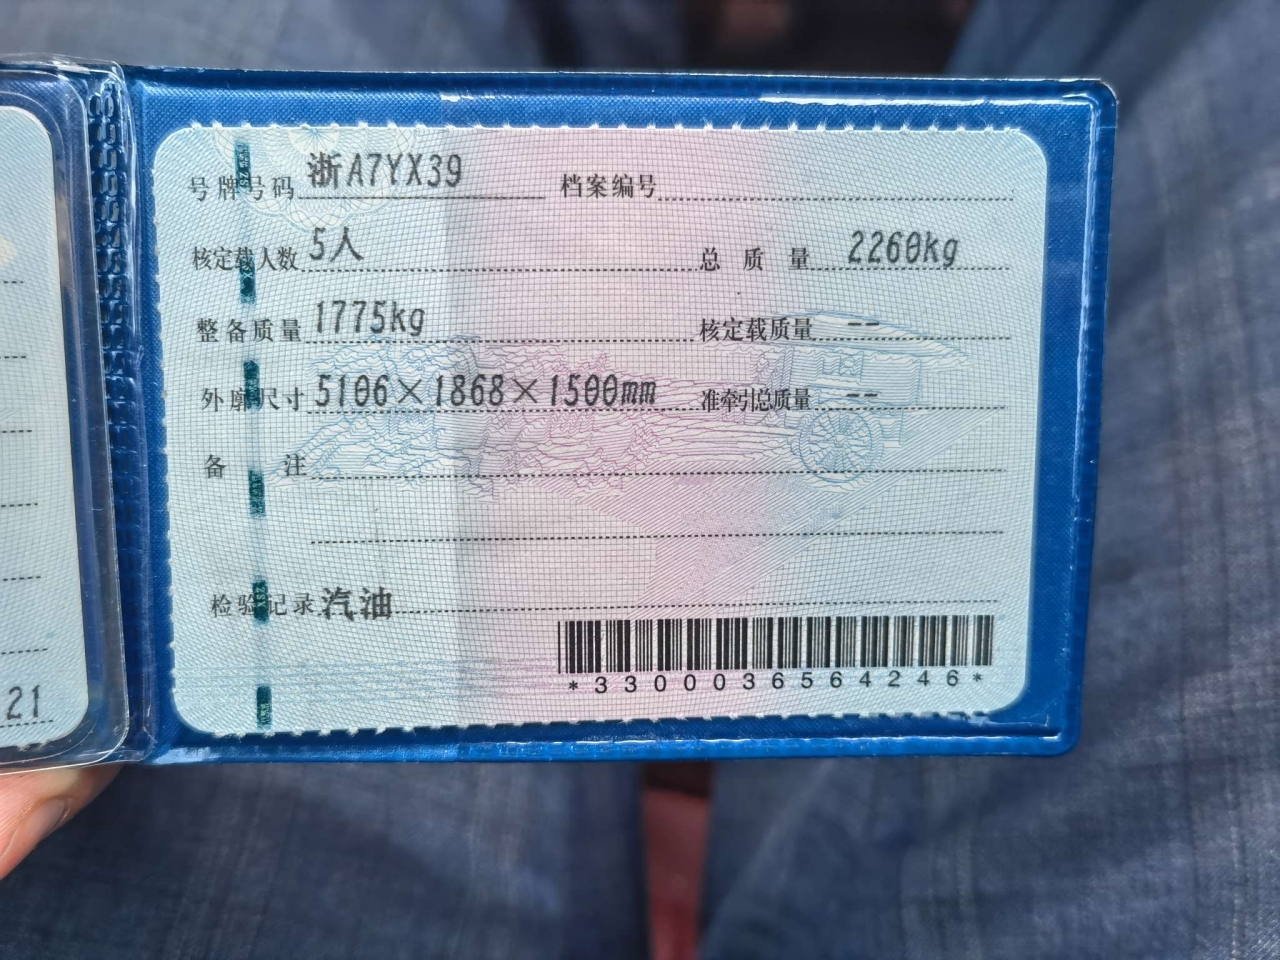 号牌号码 浙A7YX39 档案编号
核定载人数 5人 总质量 2260kg
整备质量 1775kg 核定载质量 --
外廓尺寸 5106×1868×1500mm 准牵引总质量 --
备注
检验记录 汽油
*3300036564246*
21